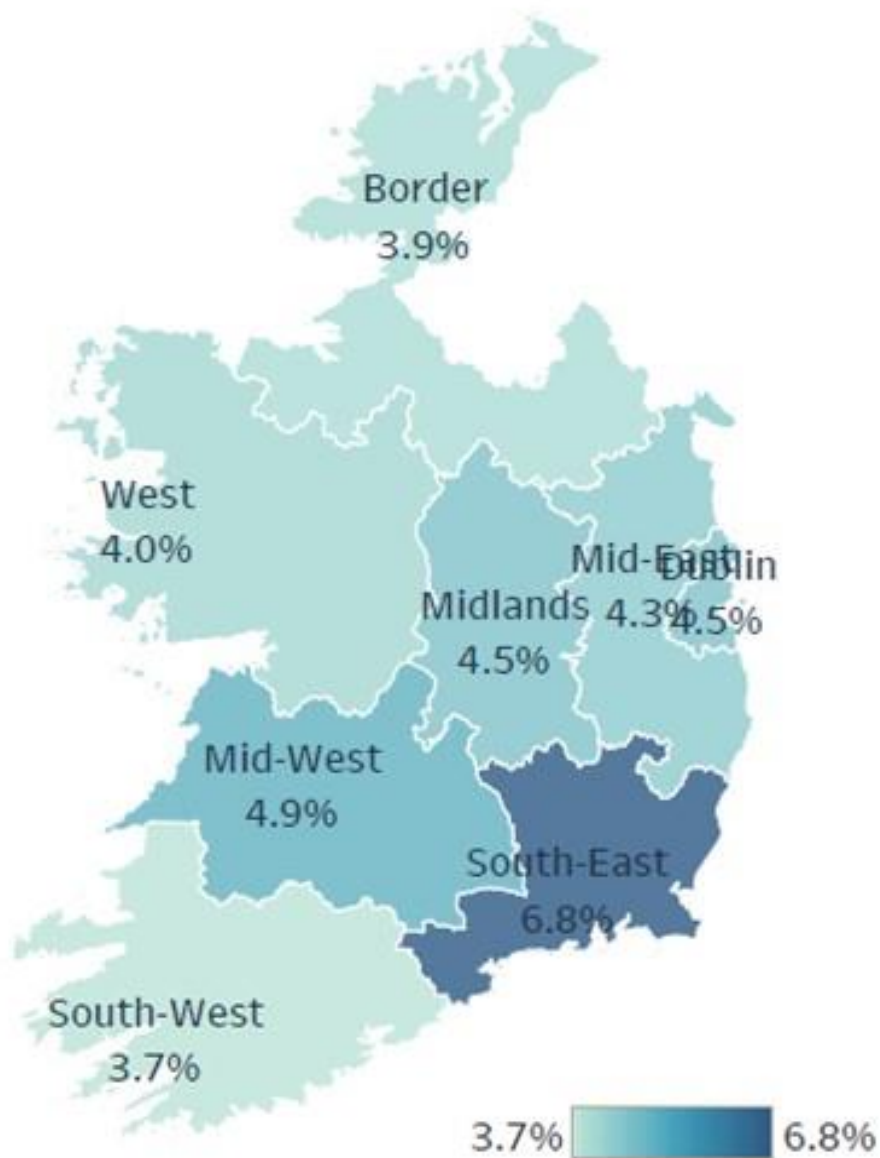 Border
3.9%
West
4.0%
Mid-East
4.3%
Dublin
4.5%
Midlands
4.5%
Mid-West
4.9%
South-East
6.8%
South-West
3.7%
3.7% 6.8%